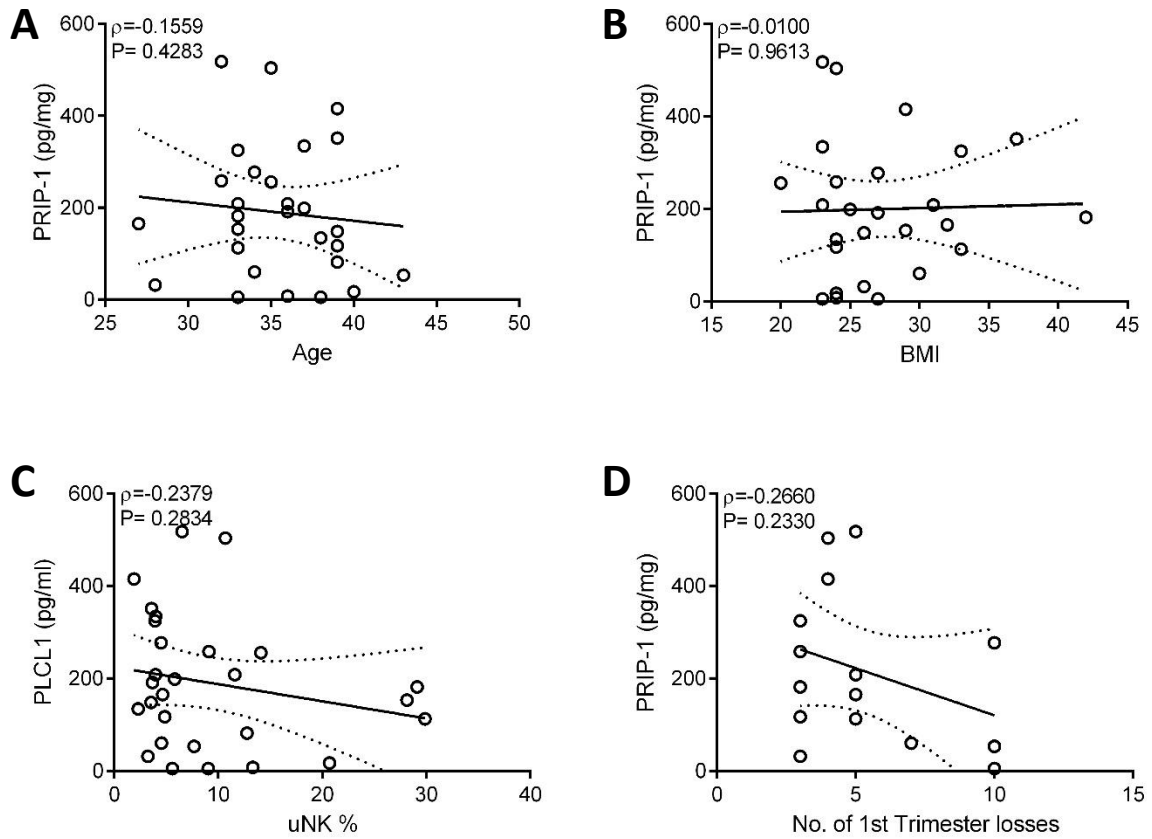 A
ρ=-0.1559
P= 0.4283
PRIP-1 (pg/mg)
600
400
200
0
25 30 35 40 45 50
Age
B
ρ=-0.0100
P= 0.9613
PRIP-1 (pg/mg)
600
400
200
0
15 20 25 30 35 40 45
BMI
C
ρ=-0.2379
P= 0.2834
PLCL1 (pg/ml)
600
400
200
0
0 10 20 30 40
uNK %
D
ρ=-0.2660
P= 0.2330
PRIP-1 (pg/mg)
600
400
200
0
0 5 10 15
No. of 1st Trimester losses